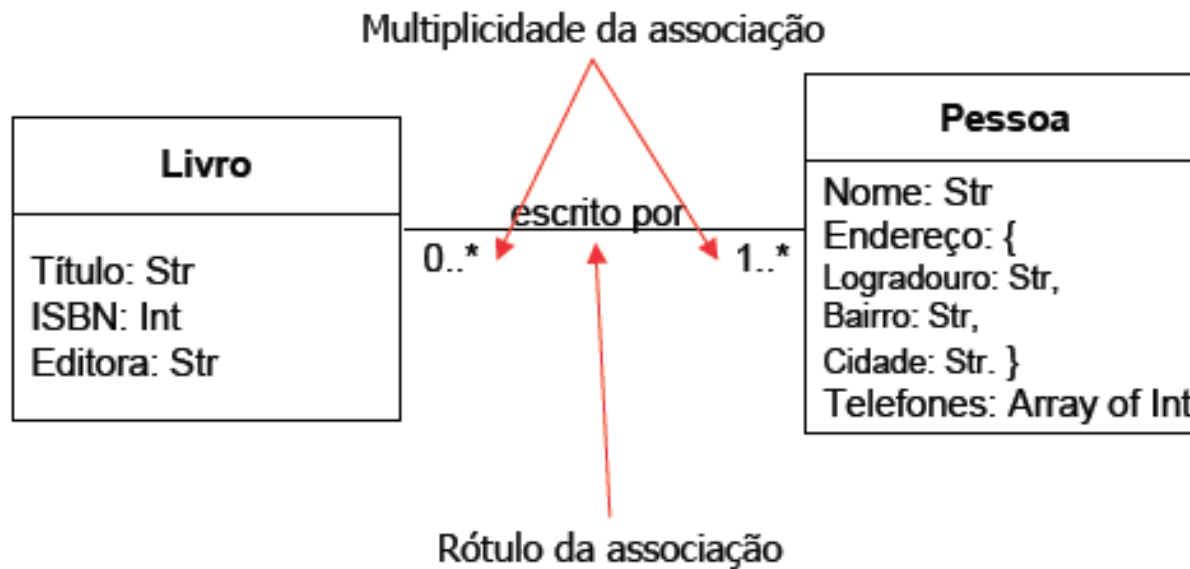 Multiplicidade da associação
Livro
Título: Str
ISBN: Int
Editora: Str
escrito por
0..*
1..*
Pessoa
Nome: Str
Endereço: {
Logradouro: Str,
Bairro: Str,
Cidade: Str. }
Telefones: Array of Int
Rótulo da associação